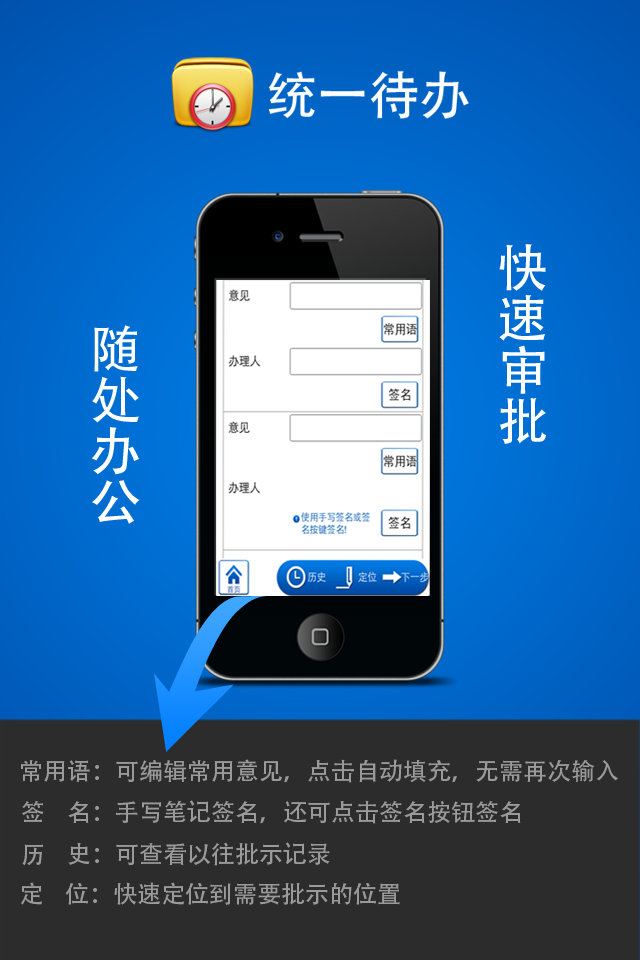 统一待办
快速审批
随处办公
意见
常用语
办理人
签名
意见
常用语
办理人
使用手写签名或签
名按键签名!
签名
首页
历史
定位
下一步
常用语：可编辑常用意见，点击自动填充，无需再次输入
签 名：手写笔记签名，还可点击签名按钮签名
历 史：可查看以往批示记录
定 位：快速定位到需要批示的位置